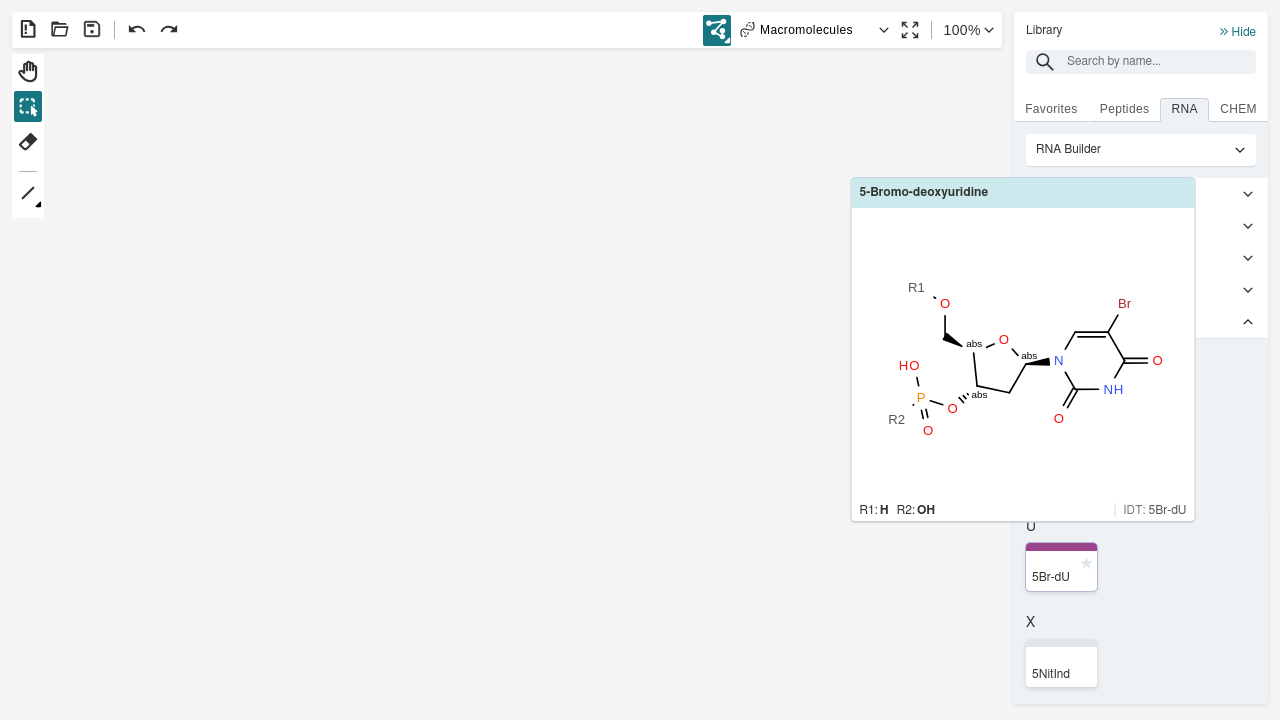 Macromolecules
100%
Library
Hide
Search by name...
Favorites
Peptides
RNA
CHEM
RNA Builder
5-Bromo-deoxyuridine
R1
O
Br
abs
O
abs
HO
N
O
P
abs
NH
R2
O
O
O
R1: H R2: OH
IDT: 5Br-dU
U
5Br-dU
X
5NitInd